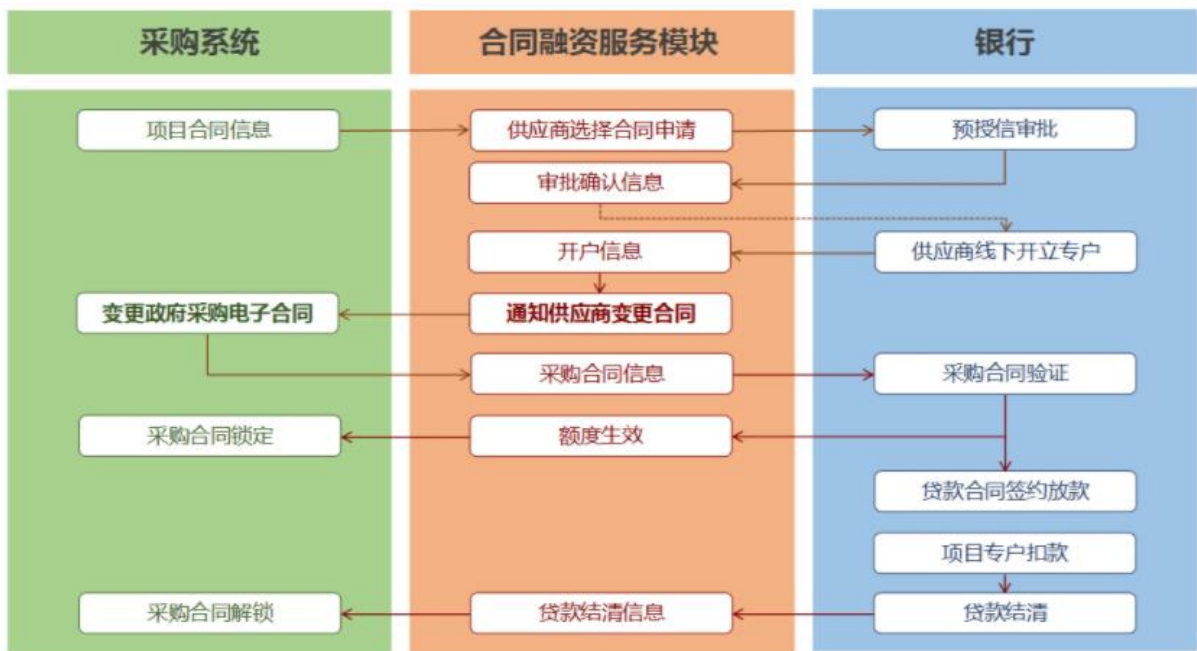 采购系统
合同融资服务模块
银行
项目合同信息
供应商选择合同申请
预授信审批
审批确认信息
开户信息
供应商线下开立专户
变更政府采购电子合同
通知供应商变更合同
采购合同信息
采购合同验证
采购合同锁定
额度生效
贷款合同签约放款
项目专户扣款
采购合同解锁
贷款结清信息
贷款结清